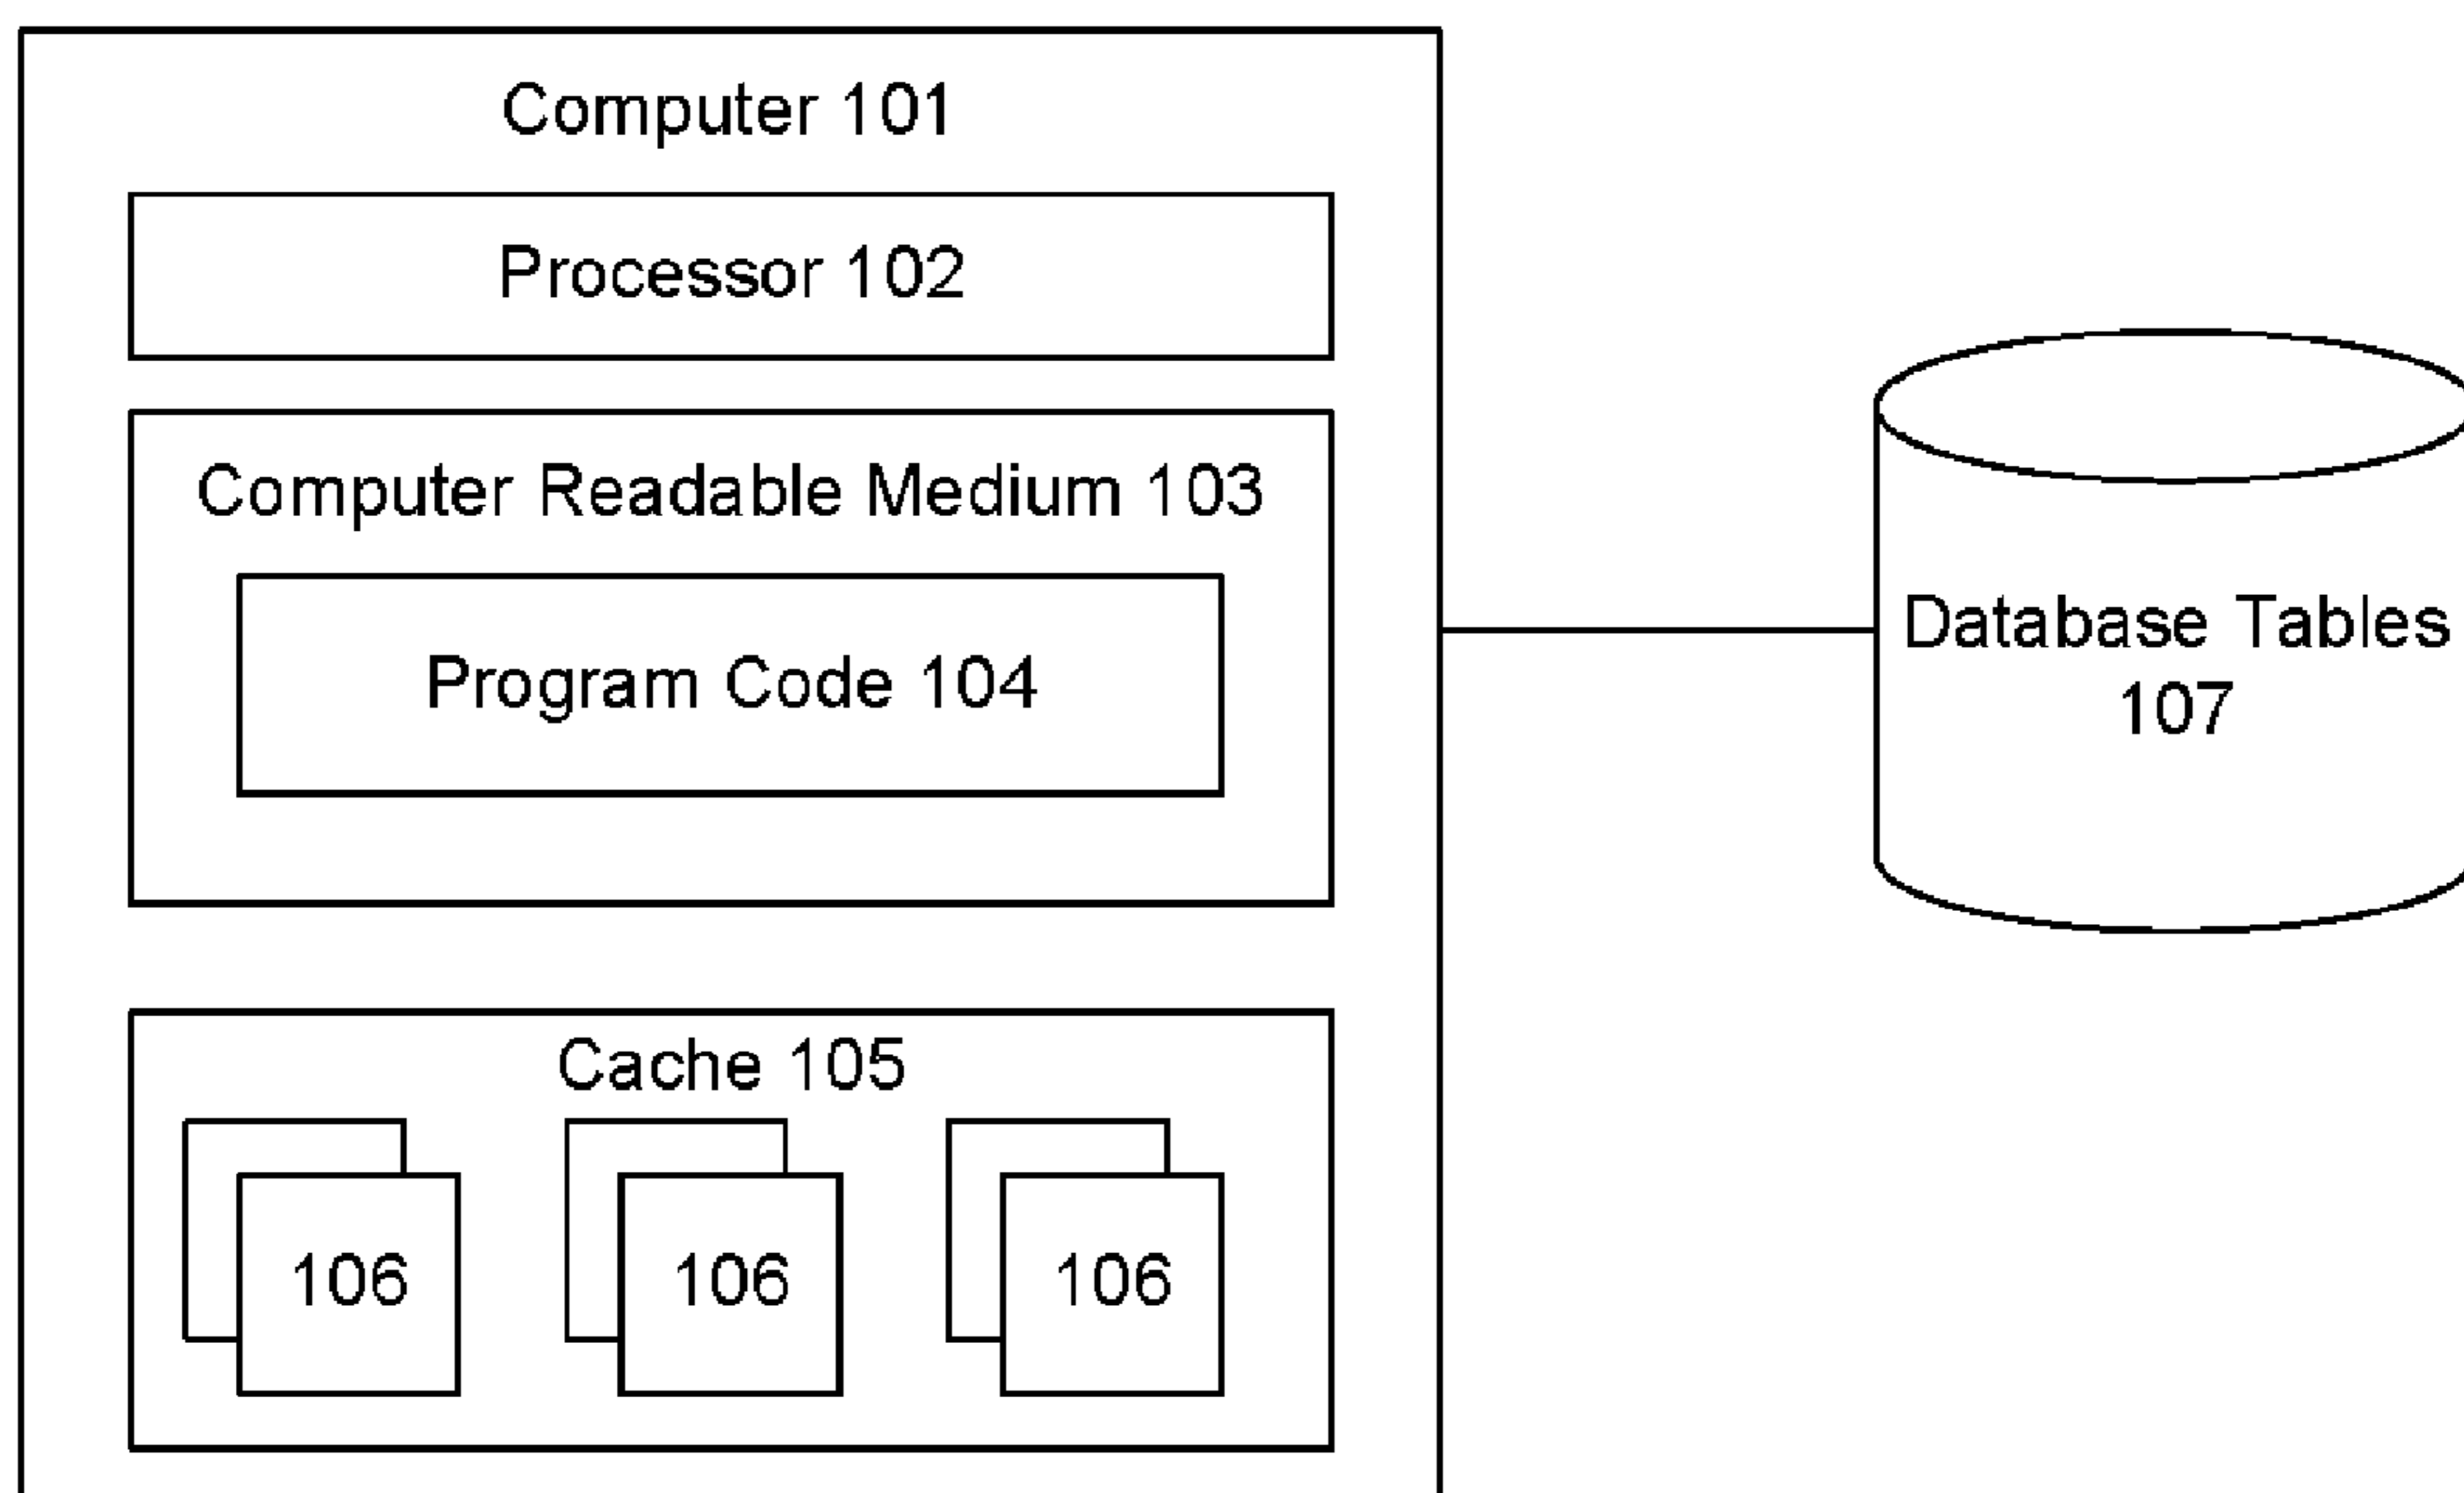 Computer 101
Processor 102
Computer Readable Medium 103
Program Code 104
Database Tables
107
Cache 105
106
106
106